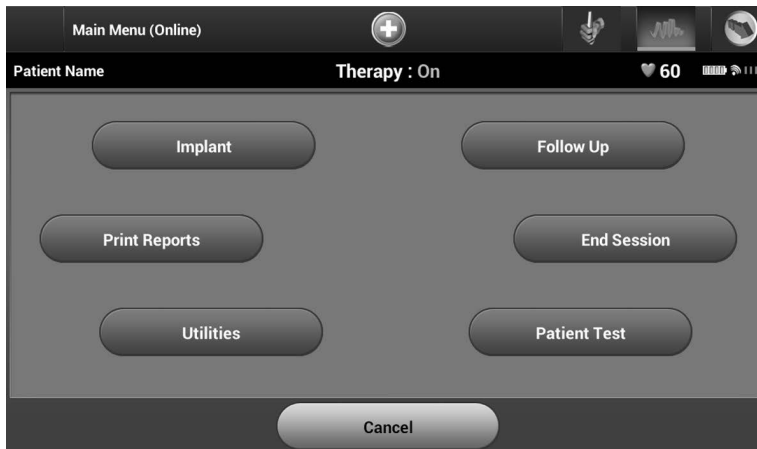 Main Menu (Online)
Patient Name Therapy : On 60
Implant Follow Up
Print Reports End Session
Utilities Patient Test
Cancel